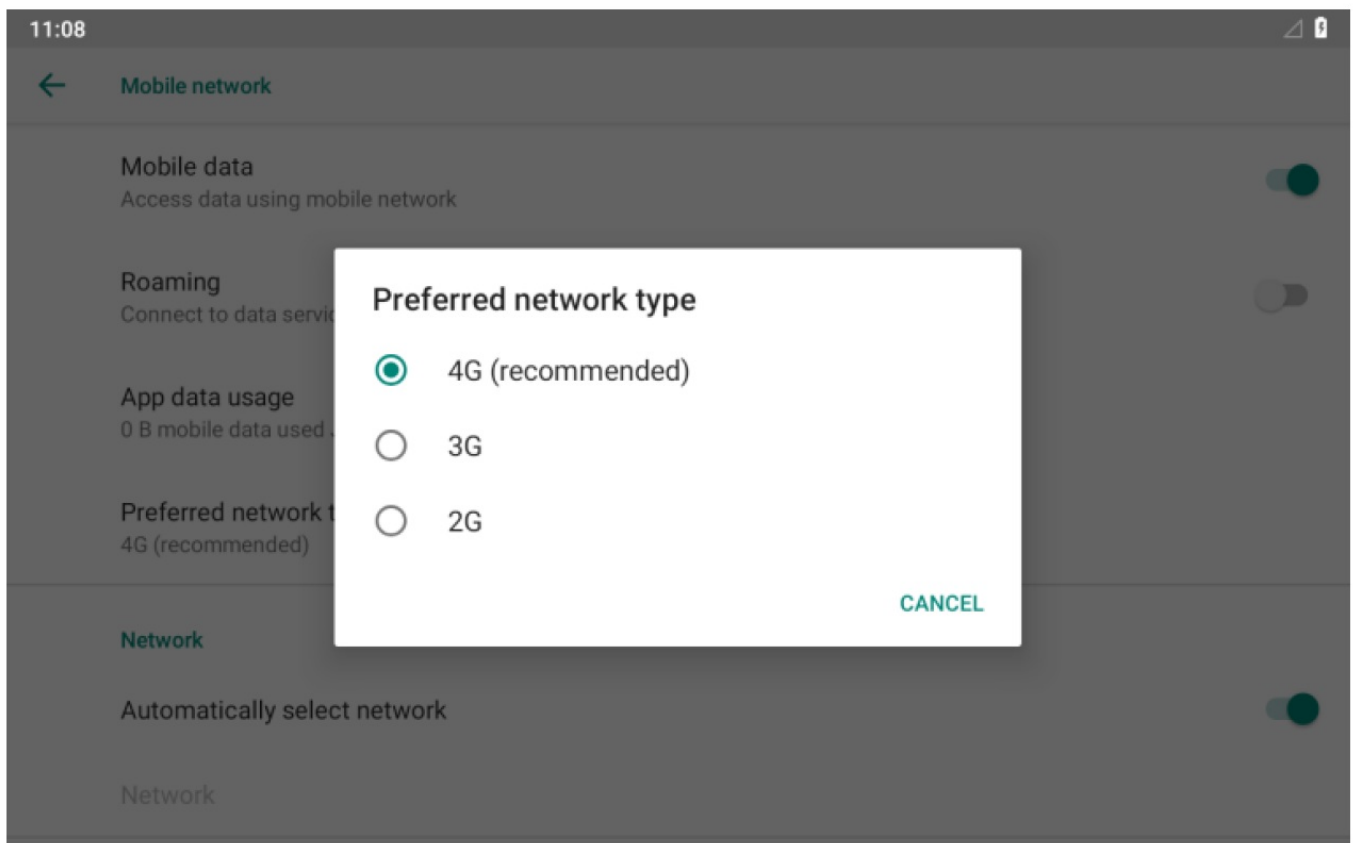 11:08
Mobile network
Mobile data
Access data using mobile network
Roaming
Connect to data
App data usage
0 B mobile data used
Preferred network
4G (recommended)
Network
Automatically select network
Network
Preferred network type
4G (recommended)
3G
2G
CANCEL